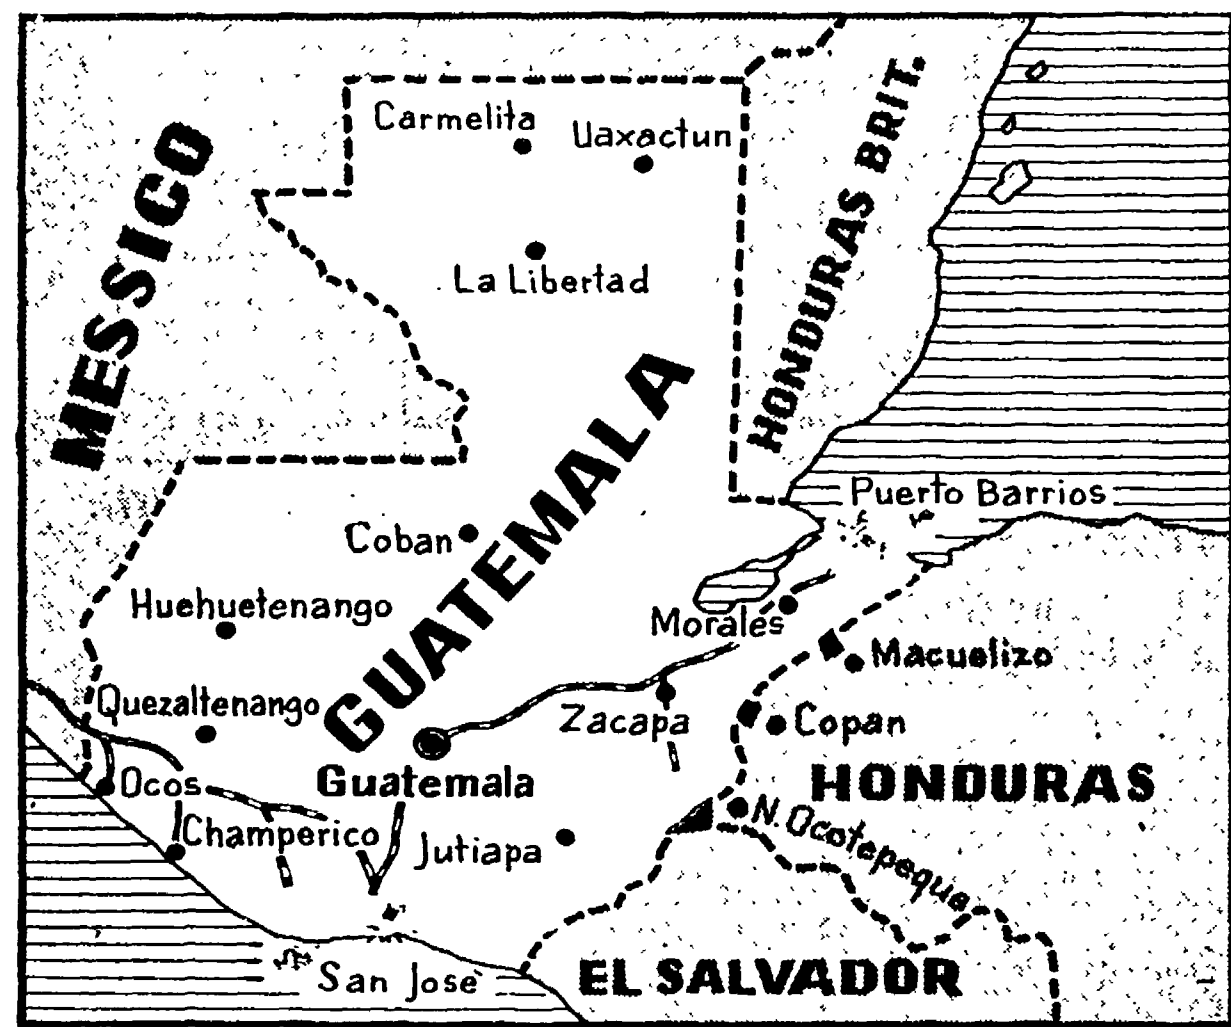 MESSICO
Carmelita
Uaxactun
HONDURAS BRIT.
La Libertad
GUATEMALA
Puerto Barrios
Coban
Huehuetenango
Morales
Macuelizo
Quezaltenango
Zacapa
Copan
Ocos
Guatemala
HONDURAS
Champerico
Jutiapa
N. Ocotepeque
San José
EL SALVADOR